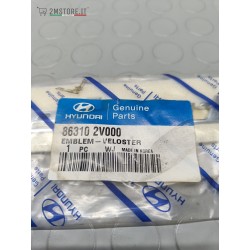 2MSTORE.IT
HYUNDAI
Genuine
Parts
86310 2V000
EMBLEM-VELOSTER
1 PC W/ MADE IN KOREA